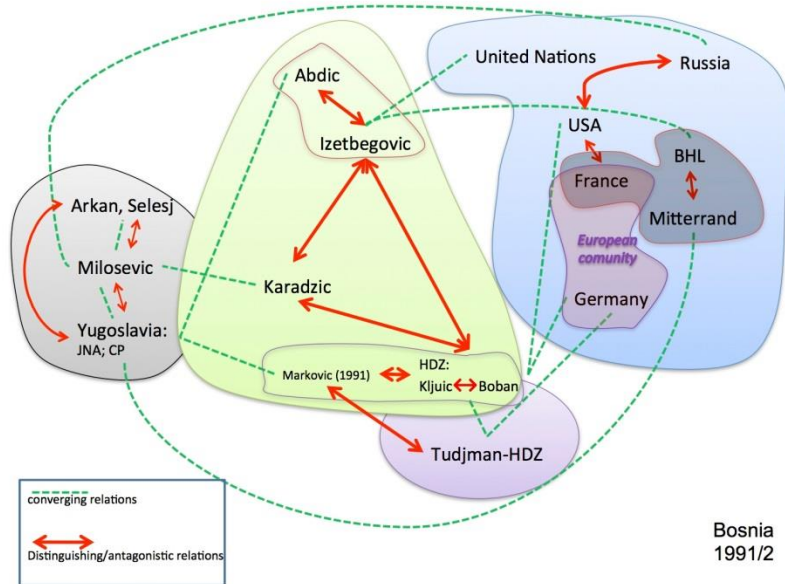 United Nations
Russia
Abdic
Izetbegovic
USA
BHL
France
Mitterrand
European
comunity
Germany
Arkan, Selesj
Milosevic
Yugoslavia:
JNA; CP
Karadzic
Markovic (1991)
HDZ:
Kljuic
Boban
Tudjman-HDZ
converging relations
Distinguishing/antagonistic relations
Bosnia
1991/2